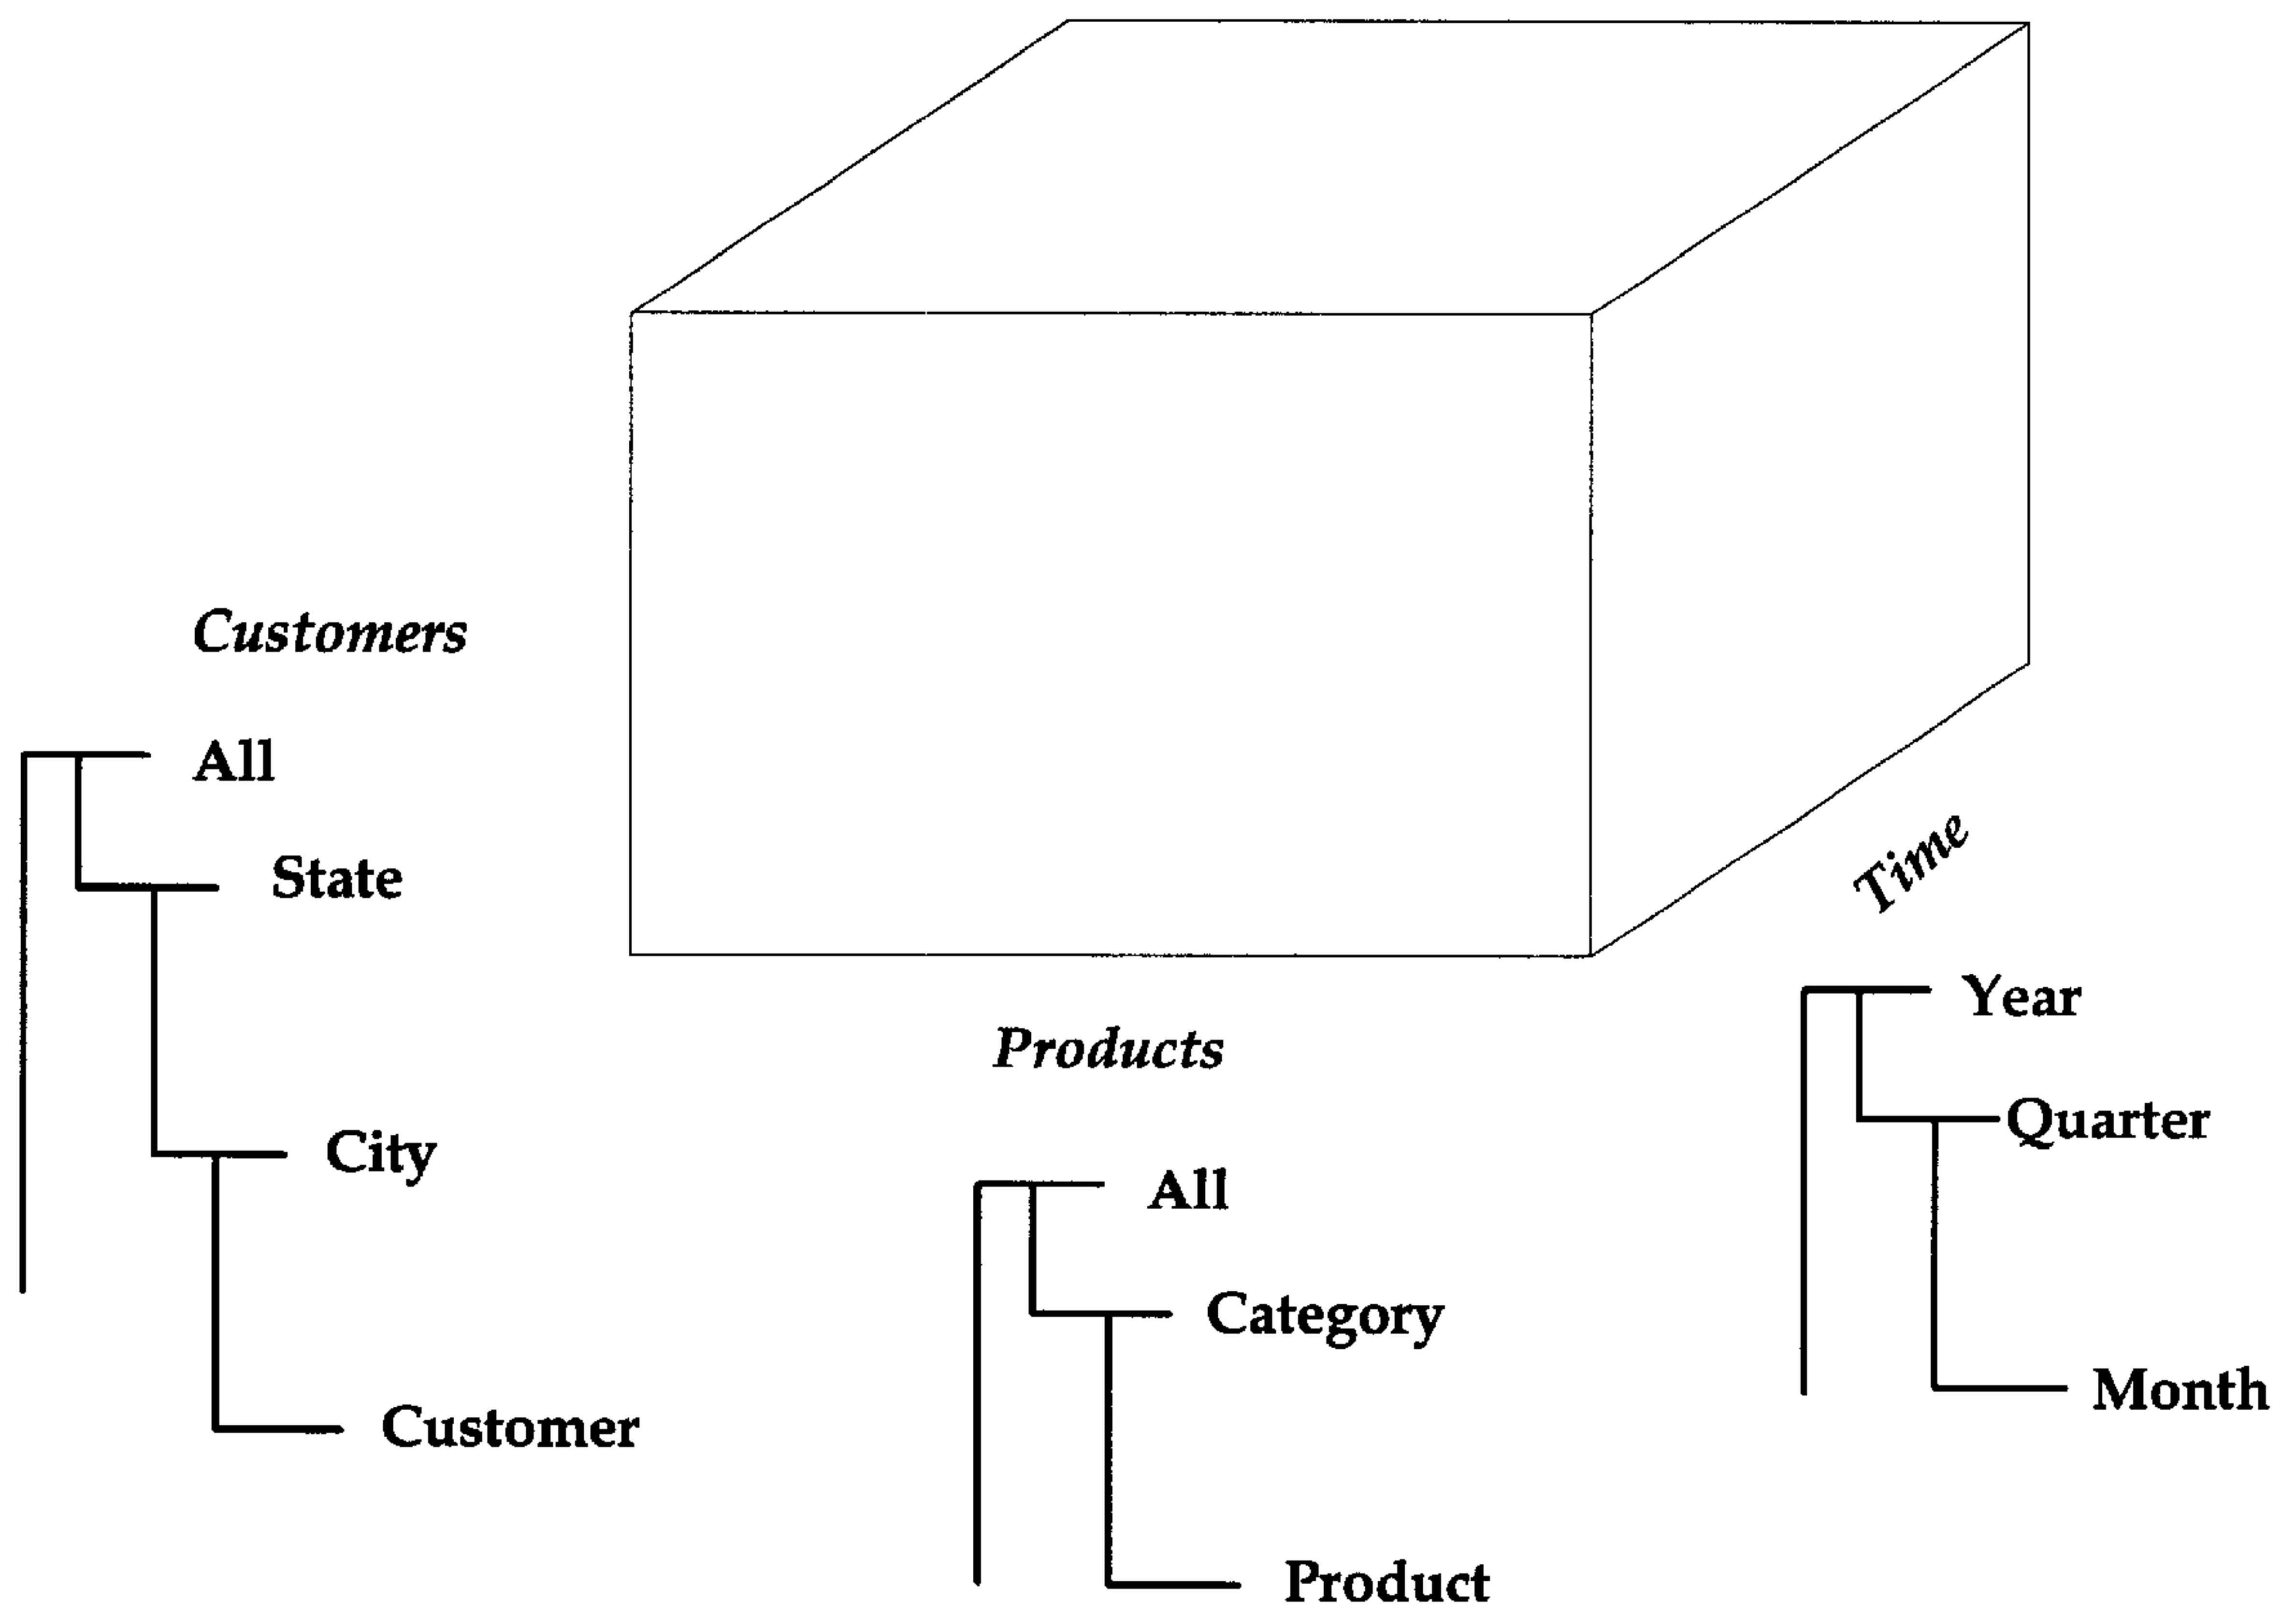 Customers
All
State
City
Customer
Products
All
Category
Product
Time
Year
Quarter
Month